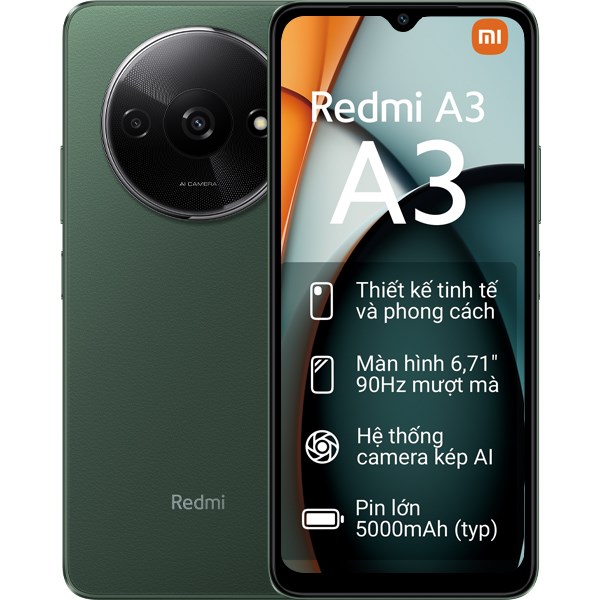 mi
Redmi A3
A3
AI CAMERA
Thiết kế tinh tế
và phong cách
Màn hình 6,71"
90Hz mượt mà
Hệ thống
camera kép AI
Pin lớn
5000mAh (typ)
Redmi